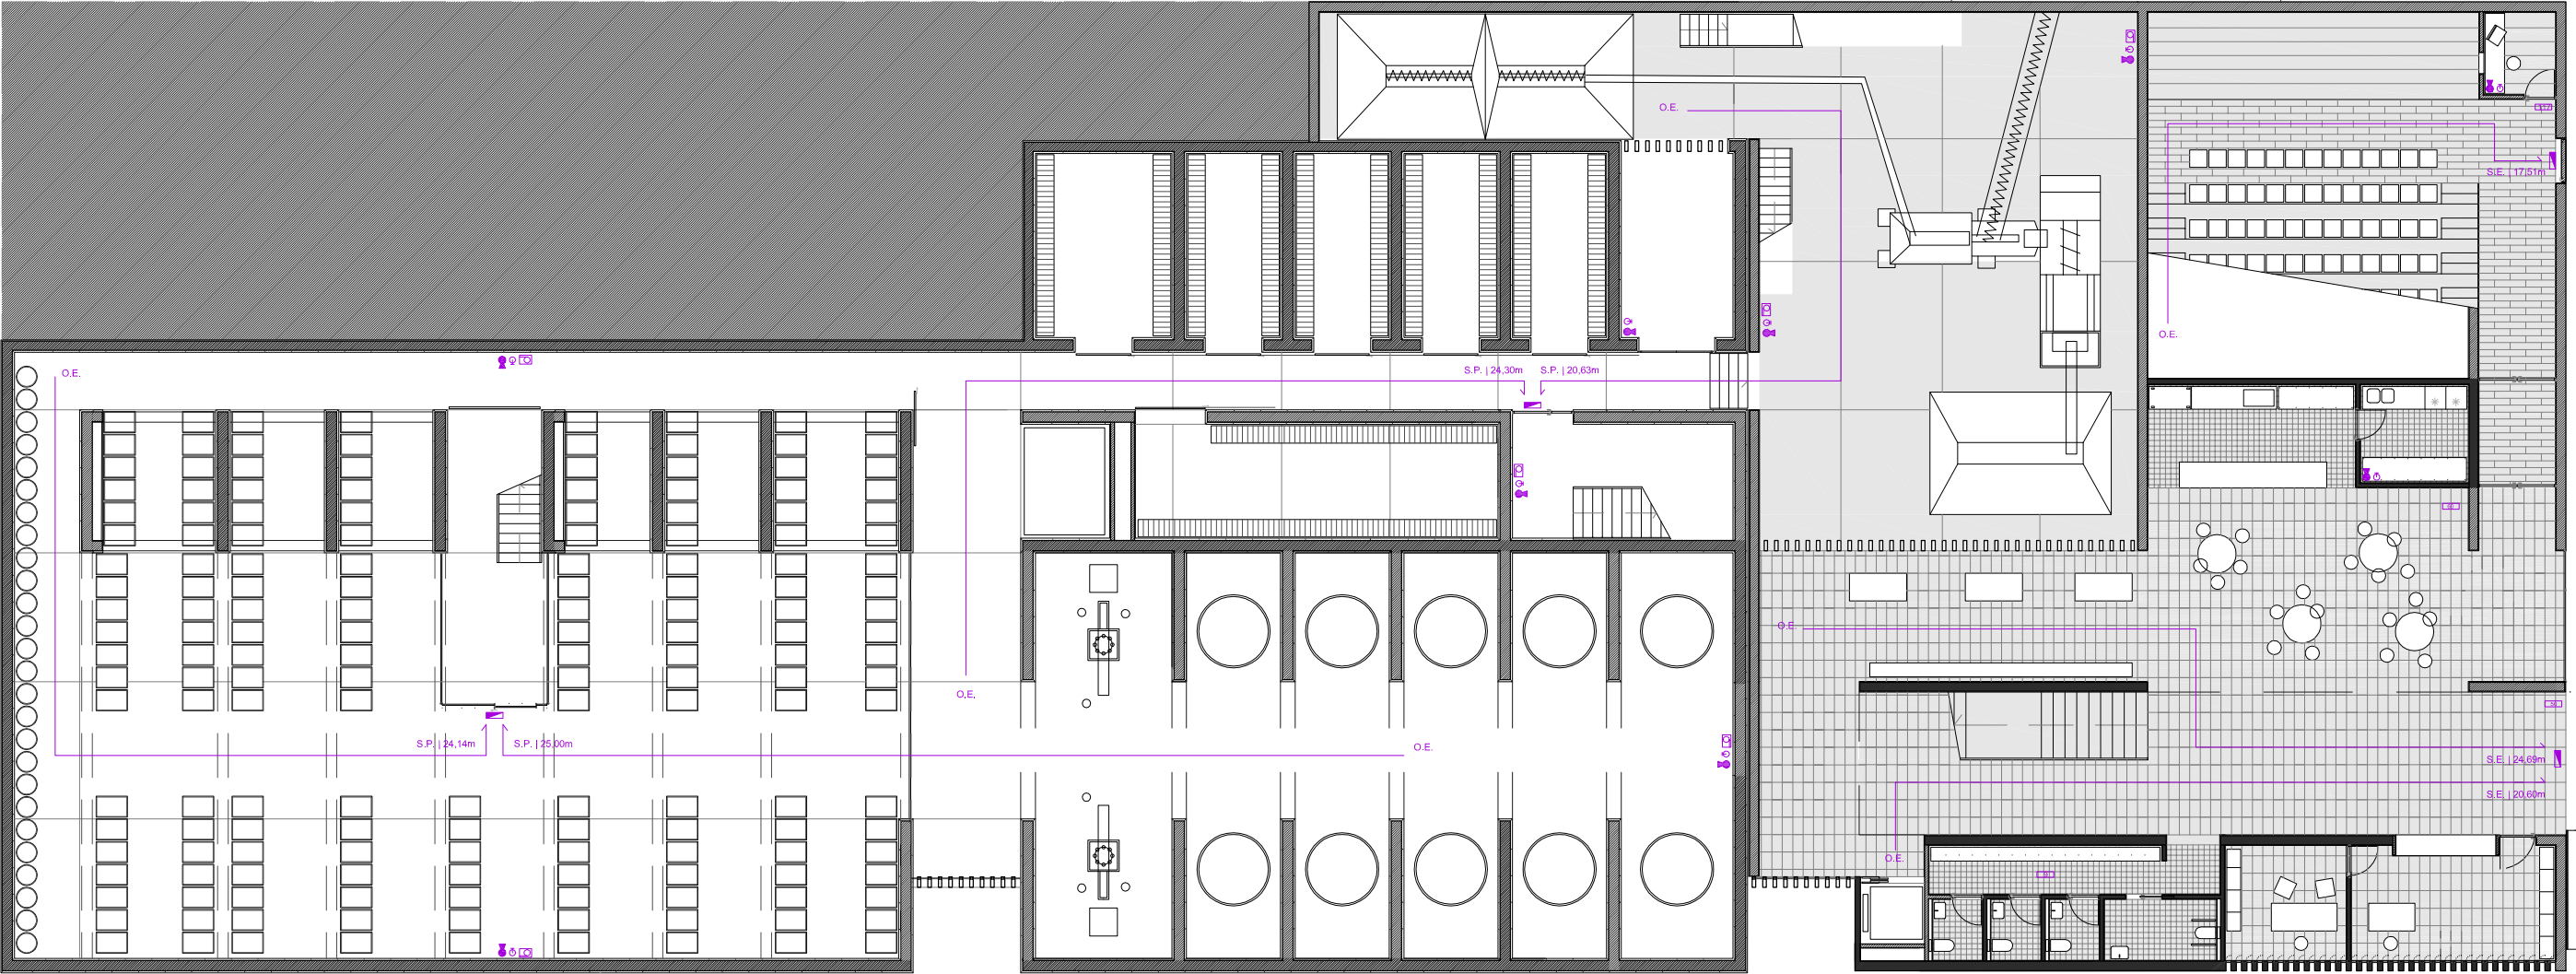 O.E.
S.E. | 17,51m
O.E.
O.E.
S.P. | 24,30m
S.P. | 20,63m
O.E.
O.E.
S.P. | 24,14m
S.P. | 25,00m
O.E.
S.E. | 24,69m
S.E. | 20,60m
O.E.